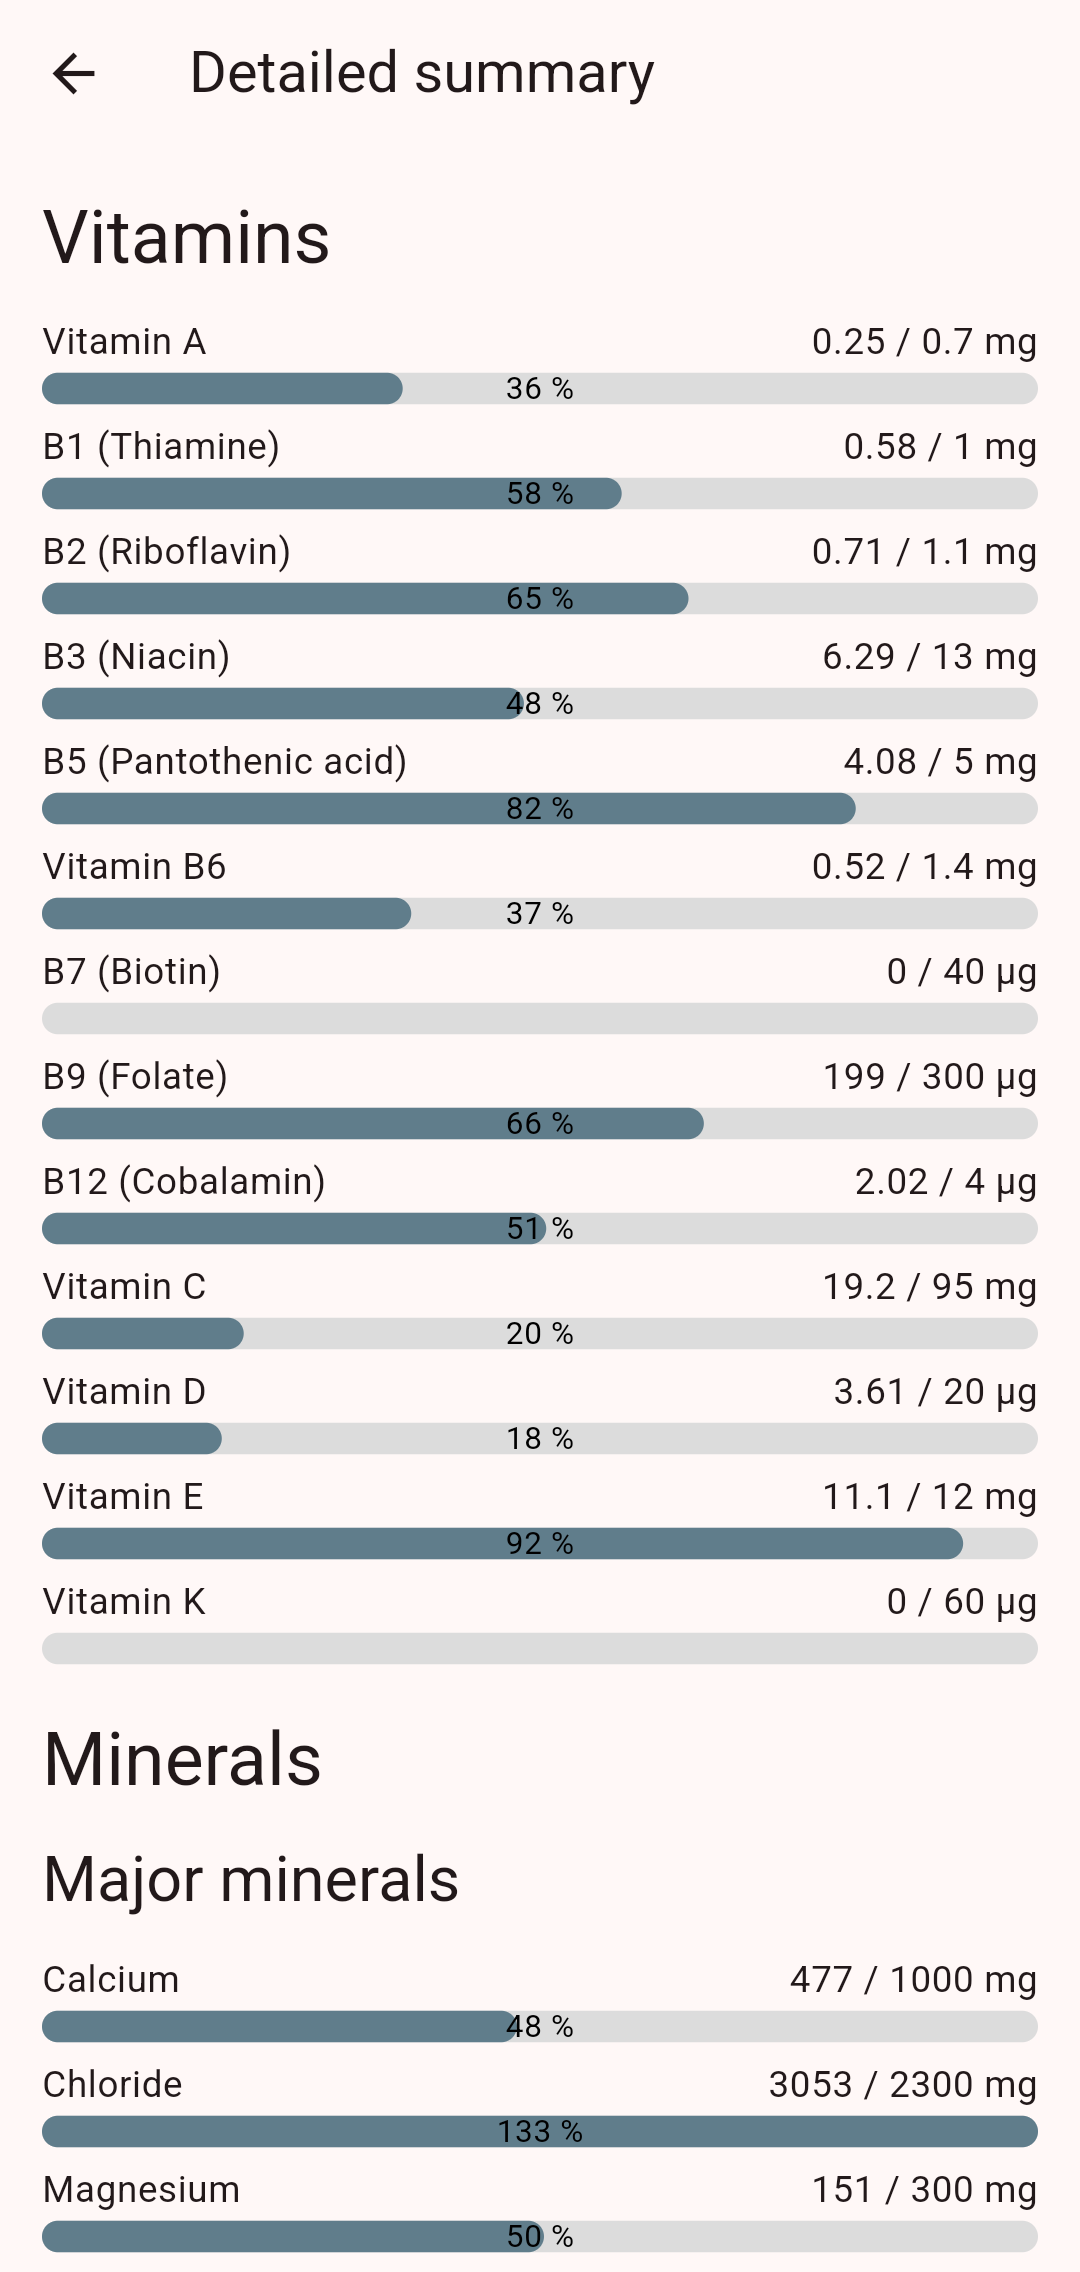 Detailed summary
Vitamins
Vitamin A 0.25 / 0.7 mg
36 %
B1 (Thiamine) 0.58 / 1 mg
58 %
B2 (Riboflavin) 0.71 / 1.1 mg
65 %
B3 (Niacin) 6.29 / 13 mg
48 %
B5 (Pantothenic acid) 4.08 / 5 mg
82 %
Vitamin B6 0.52 / 1.4 mg
37 %
B7 (Biotin) 0 / 40 µg
B9 (Folate) 199 / 300 µg
66 %
B12 (Cobalamin) 2.02 / 4 µg
51 %
Vitamin C 19.2 / 95 mg
20 %
Vitamin D 3.61 / 20 µg
18 %
Vitamin E 11.1 / 12 mg
92 %
Vitamin K 0 / 60 µg
Minerals
Major minerals
Calcium 477 / 1000 mg
48 %
Chloride 3053 / 2300 mg
133 %
Magnesium 151 / 300 mg
50 %